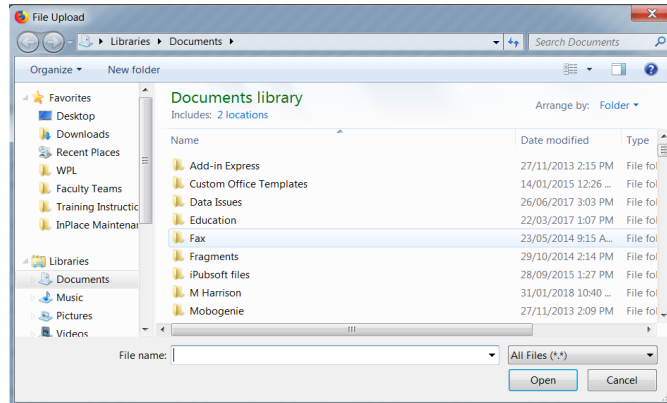 File Upload
Libraries Documents
Search Documents
Organize New folder
Favorites
Desktop
Downloads
Recent Places
WPL
Faculty Teams
Training Instructic
InPlace Maintenar
Libraries
Documents
Music
Pictures
Videos
Documents library
Includes: 2 locations
Arrange by: Folder
Name Date modified Type
Add-in Express 27/11/2013 2:15 PM File fol
Custom Office Templates 14/01/2015 12:26 ... File fol
Data Issues 26/06/2017 3:03 PM File fol
Education 22/03/2017 1:07 PM File fol
Fax 23/05/2014 9:15 A... File fol
Fragments 29/10/2014 2:14 PM File fol
iPubsoft files 28/09/2015 1:27 PM File fol
M Harrison 31/01/2018 10:40 ... File fol
Mobogenie 27/11/2013 2:09 PM File fol
File name: All Files (*.*)
Open Cancel